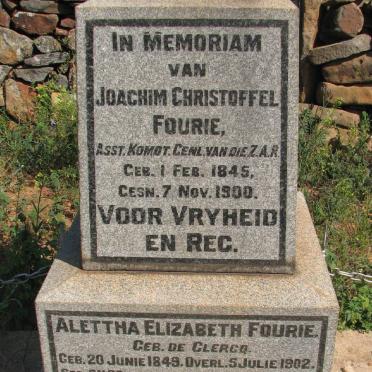 IN MEMORIAM
VAN
JOACHIM CHRISTOFFEL
FOURIE,
ASST. KOMDT. GENL. VAN DIE Z.A.R
GEB. 1 FEB. 1845,
GESN. 7 NOV. 1900.
VOOR VRYHEID
EN REG.
ALETTHA ELIZABETH FOURIE.
GEB. DE CLERCQ.
GEB. 20 JUNIE 1849. OVERL. 5 JULIE 1902.